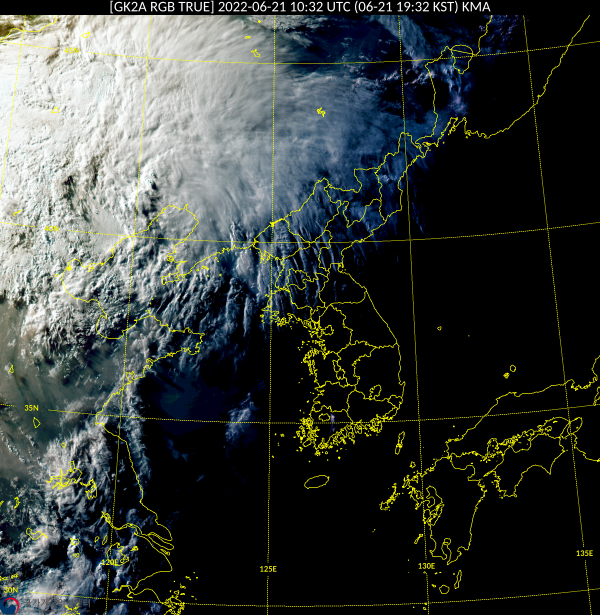 [GK2A RGB TRUE] 2022-06-21 10:32 UTC (06-21 19:32 KST) KMA
35N
135E
130E
120E
125E
30N